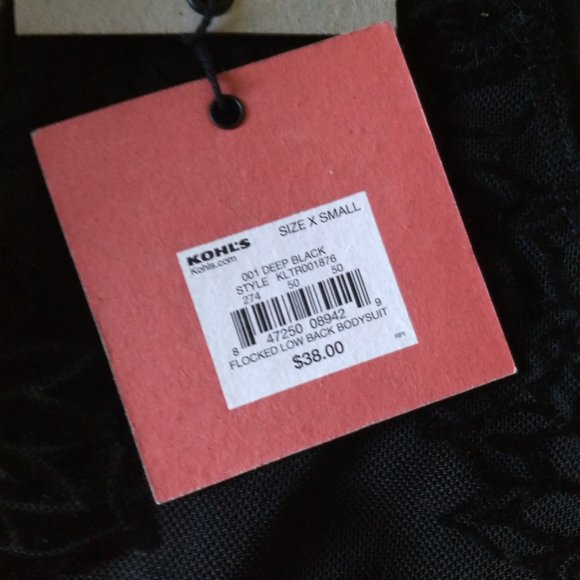 KOHL'S
Kohls.com
SIZE X SMALL
001 DEEP BLACK
STYLE KLTR001876
274 50 50
8 47250 08942 9
FLOCKED LOW BACK BODYSUIT
$38.00
RPI